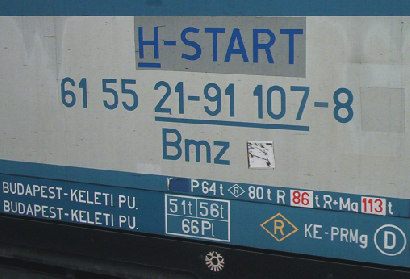 H-START
61 55 21-91 107-8
Bmz
P 64 t R 80 t R 86 t R+Mg 113 t
BUDAPEST-KELETI PU. 51t 56t
BUDAPEST-KELETI PU. 66P R KE-PRMg D